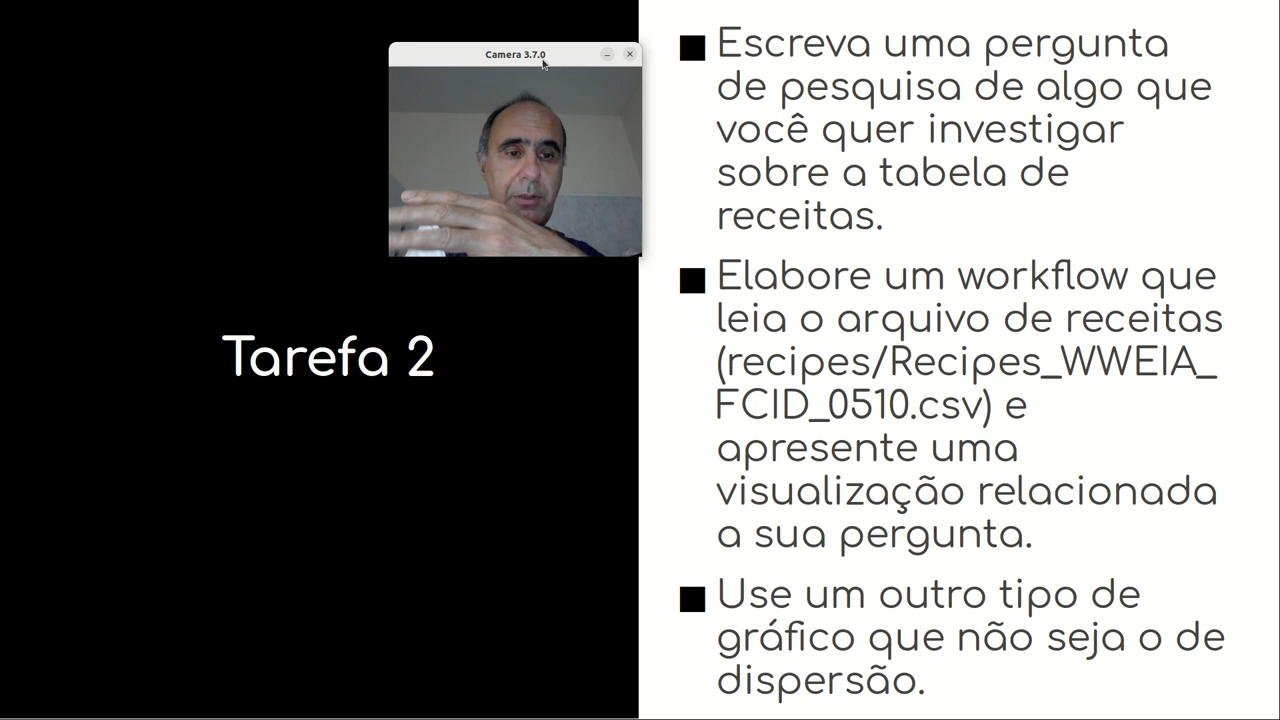 Camera 3.7.0
Tarefa 2
Escreva uma pergunta
de pesquisa de algo que
você quer investigar
sobre a tabela de
receitas.
Elabore um workflow que
leia o arquivo de receitas
(recipes/Recipes_WWEIA_
FCID_0510.csv) e
apresente uma
visualização relacionada
a sua pergunta.
Use um outro tipo de
gráfico que não seja o de
dispersão.